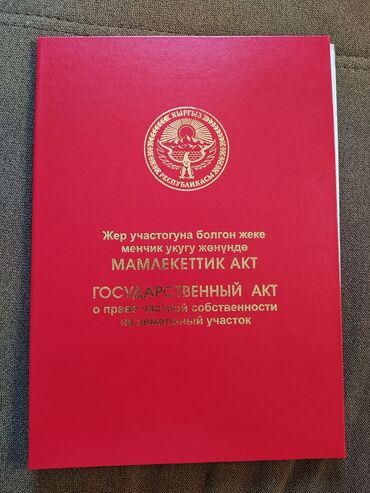 КЫРГЫЗ
РЕСПУБЛИКАСЫ
Жер участогуна болгон жеке
менчик укугу жөнүндө
МАМЛЕКЕТТИК АКТ
ГОСУДАРСТВЕННЫЙ АКТ
о праве частной собственности
на земельный участок